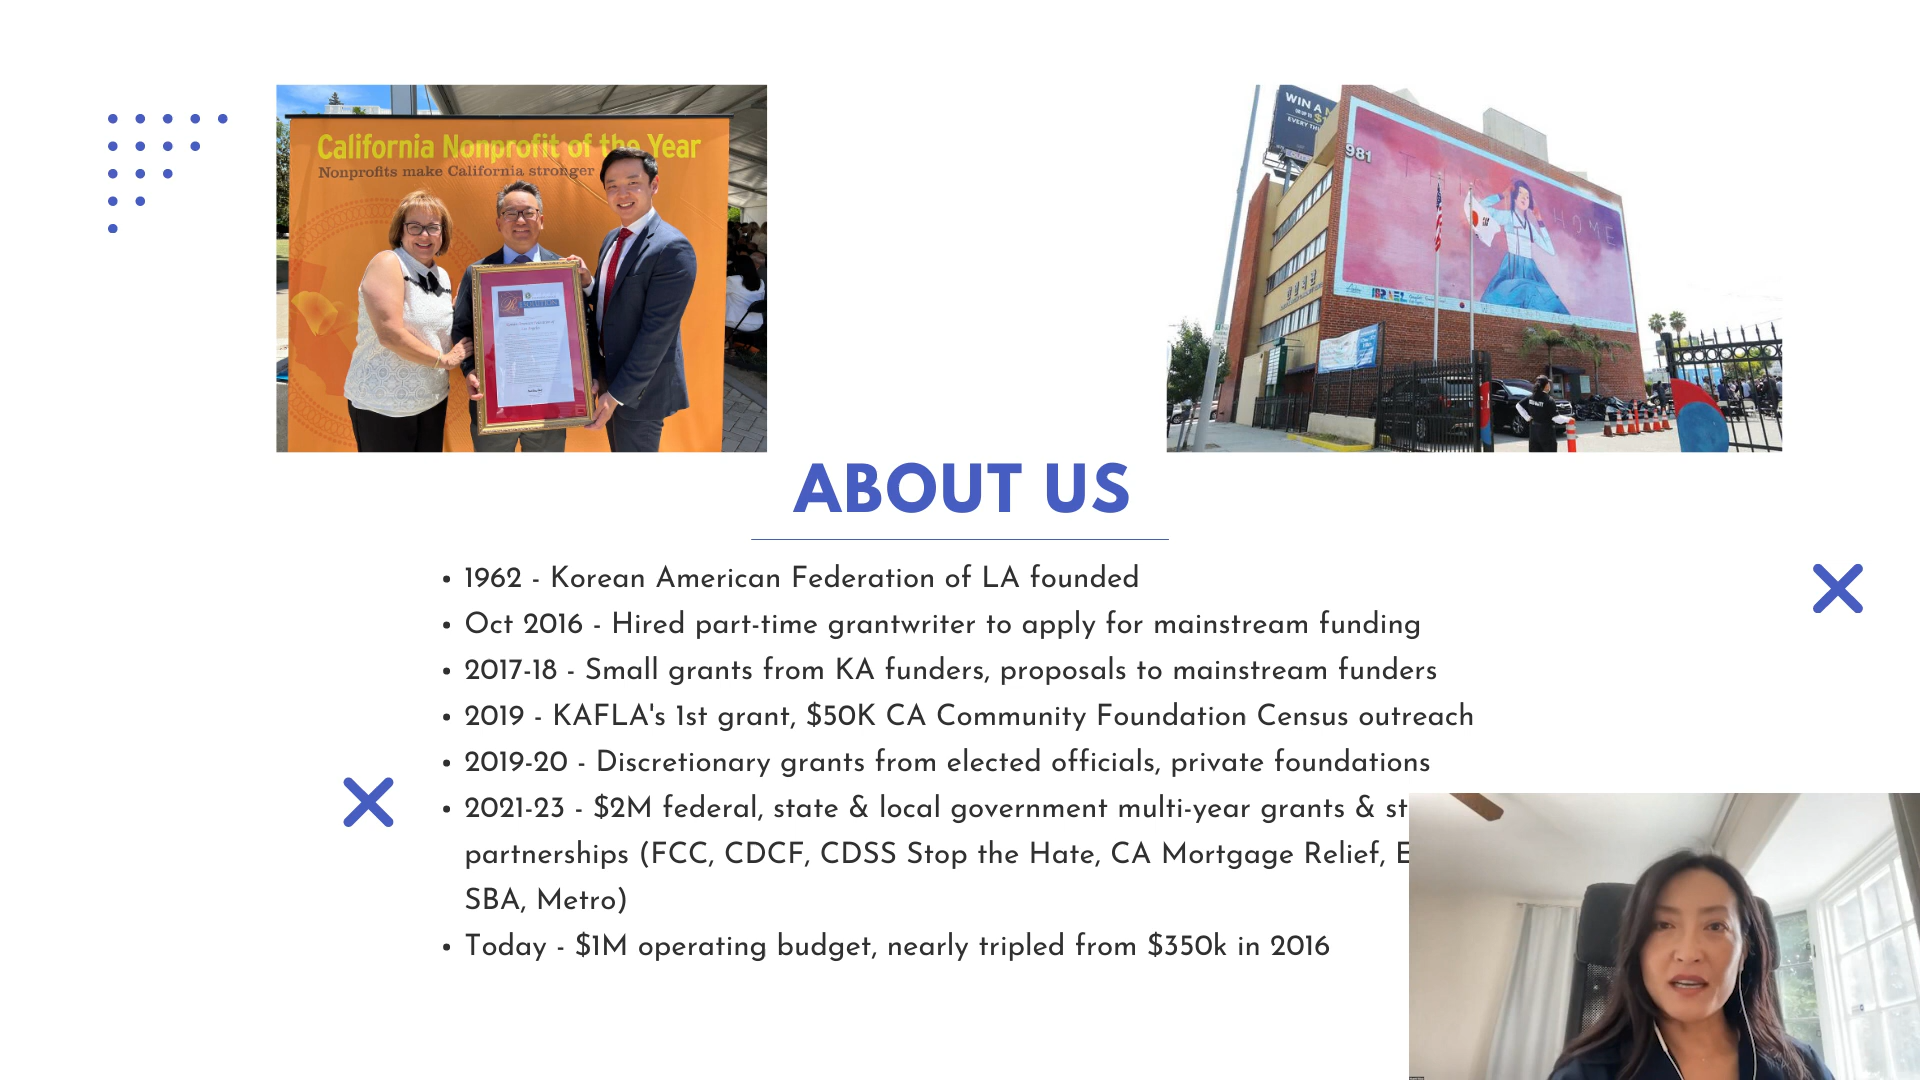 California Nonprofit of the Year
Nonprofits make California stronger
WIN A
EVERY
981
HOME
ABOUT US
• 1962 - Korean American Federation of LA founded
• Oct 2016 - Hired part-time grantwriter to apply for mainstream funding
• 2017-18 - Small grants from KA funders, proposals to mainstream funders
• 2019 - KAFLA's 1st grant, $50K CA Community Foundation Census outreach
• 2019-20 - Discretionary grants from elected officials, private foundations
• 2021-23 - $2M federal, state & local government multi-year grants &
partnerships (FCC, CDCF, CDSS Stop the Hate, CA Mortgage Relief,
SBA, Metro)
• Today - $1M operating budget, nearly tripled from $350k in 2016